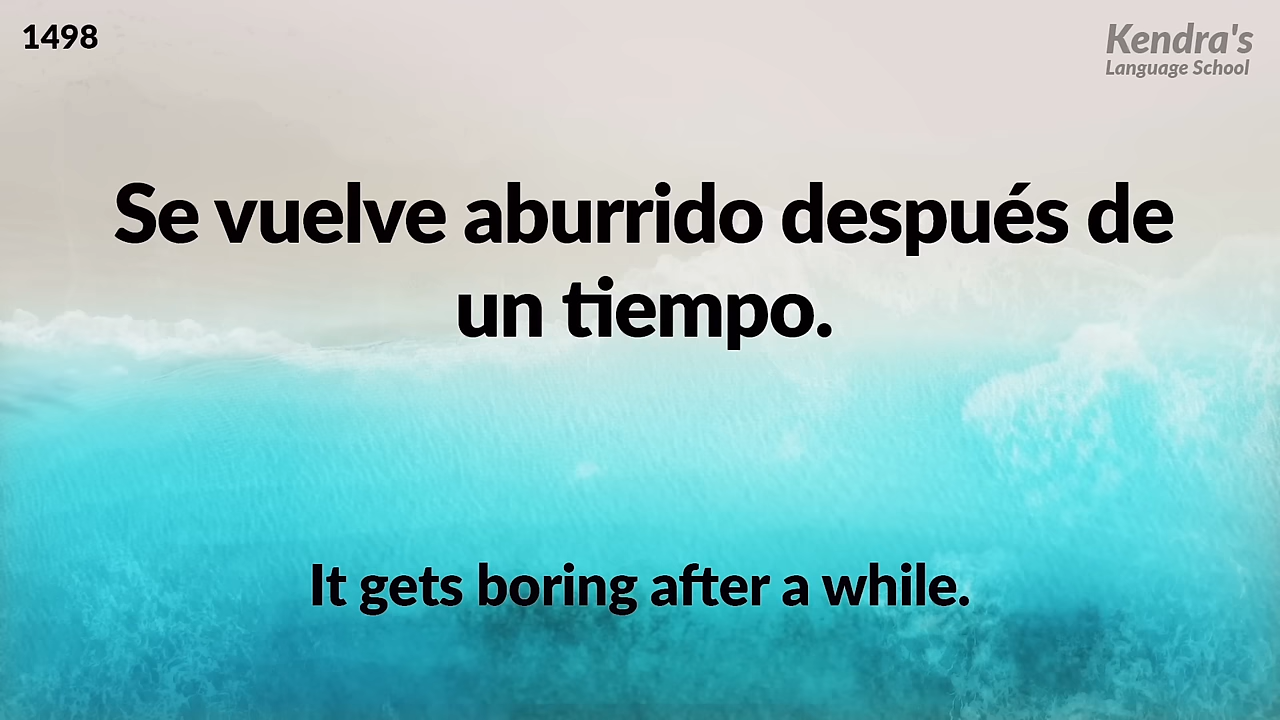 1498
Kendra's
Language School
Se vuelve aburrido después de
un tiempo.
It gets boring after a while.